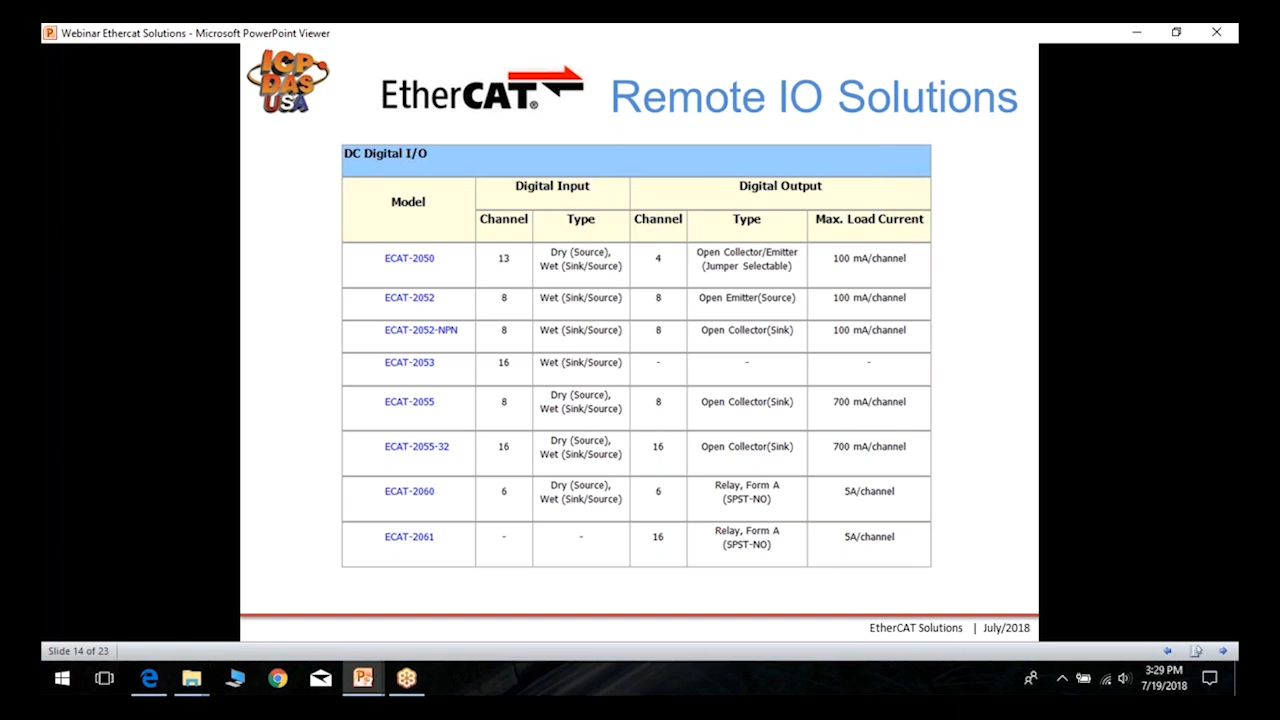 Webinar Ethercat Solutions - Microsoft PowerPoint Viewer
ICP
DAS
USA
EtherCAT®
Remote IO Solutions
DC Digital I/O
Model
Digital Input
Digital Output
Channel
Type
Channel
Type
Max. Load Current
ECAT-2050
13
Dry (Source),
Wet (Sink/Source)
4
Open Collector/Emitter
(Jumper Selectable)
100 mA/channel
ECAT-2052
8
Wet (Sink/Source)
8
Open Emitter(Source)
100 mA/channel
ECAT-2052-NPN
8
Wet (Sink/Source)
8
Open Collector(Sink)
100 mA/channel
ECAT-2053
16
Wet (Sink/Source)
-
-
-
ECAT-2055
8
Dry (Source),
Wet (Sink/Source)
8
Open Collector(Sink)
700 mA/channel
ECAT-2055-32
16
Dry (Source),
Wet (Sink/Source)
16
Open Collector(Sink)
700 mA/channel
ECAT-2060
6
Dry (Source),
Wet (Sink/Source)
6
Relay, Form A
(SPST-NO)
5A/channel
ECAT-2061
-
-
16
Relay, Form A
(SPST-NO)
5A/channel
EtherCAT Solutions | July/2018
Slide 14 of 23
3:29 PM
7/19/2018